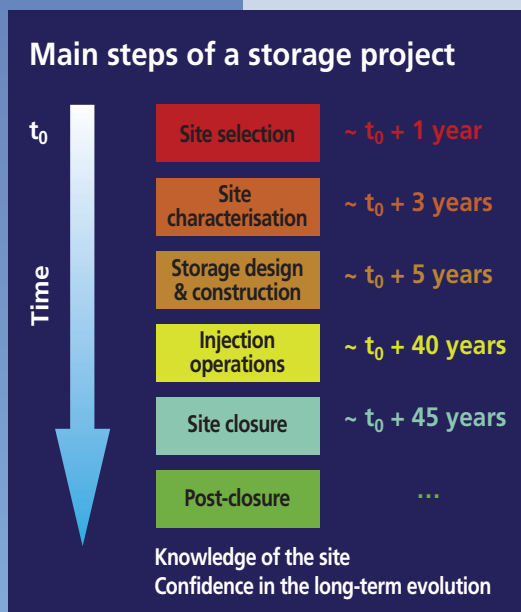 Main steps of a storage project
t₀
Site selection
~ t₀ + 1 year
Site
characterisation
~ t₀ + 3 years
Storage design
& construction
~ t₀ + 5 years
Time
Injection
operations
~ t₀ + 40 years
Site closure
~ t₀ + 45 years
Post-closure
...
Knowledge of the site
Confidence in the long-term evolution